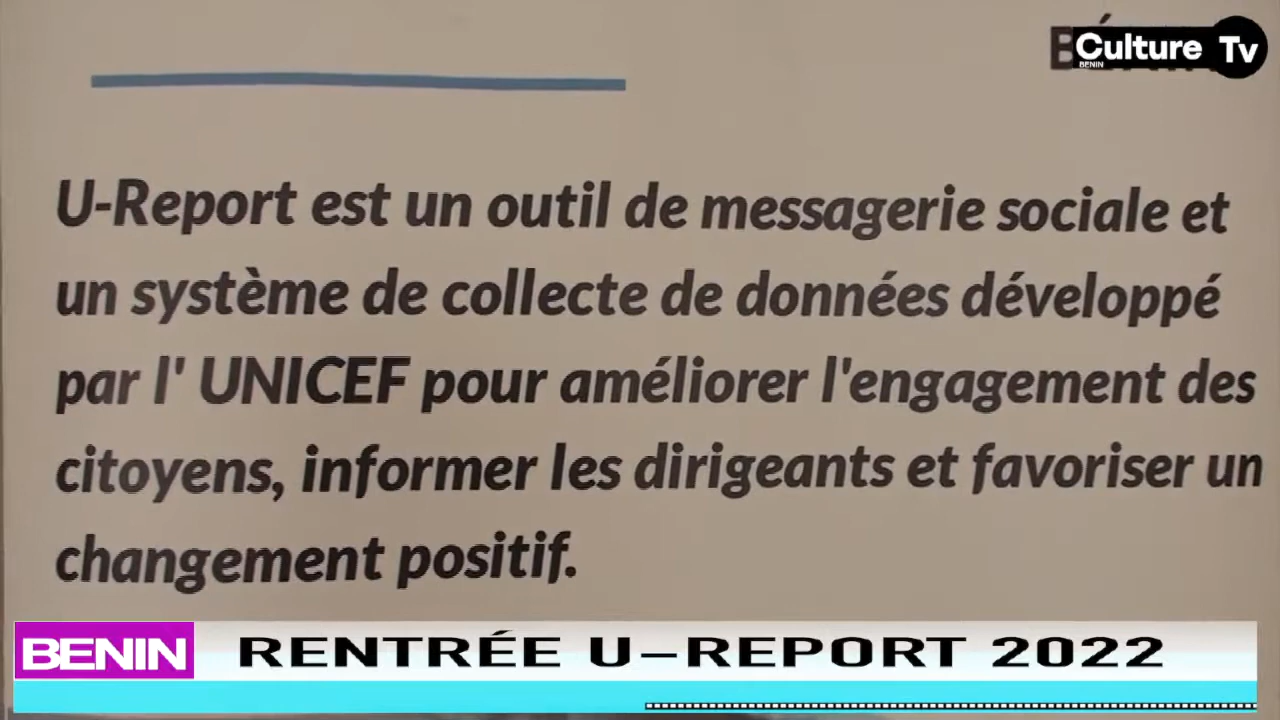 Culture Tv
BENIN
U-Report est un outil de messagerie sociale et
un système de collecte de données développé
par l' UNICEF pour améliorer l'engagement des
citoyens, informer les dirigeants et favoriser un
changement positif.
BENIN RENTRÉE U-REPORT 2022